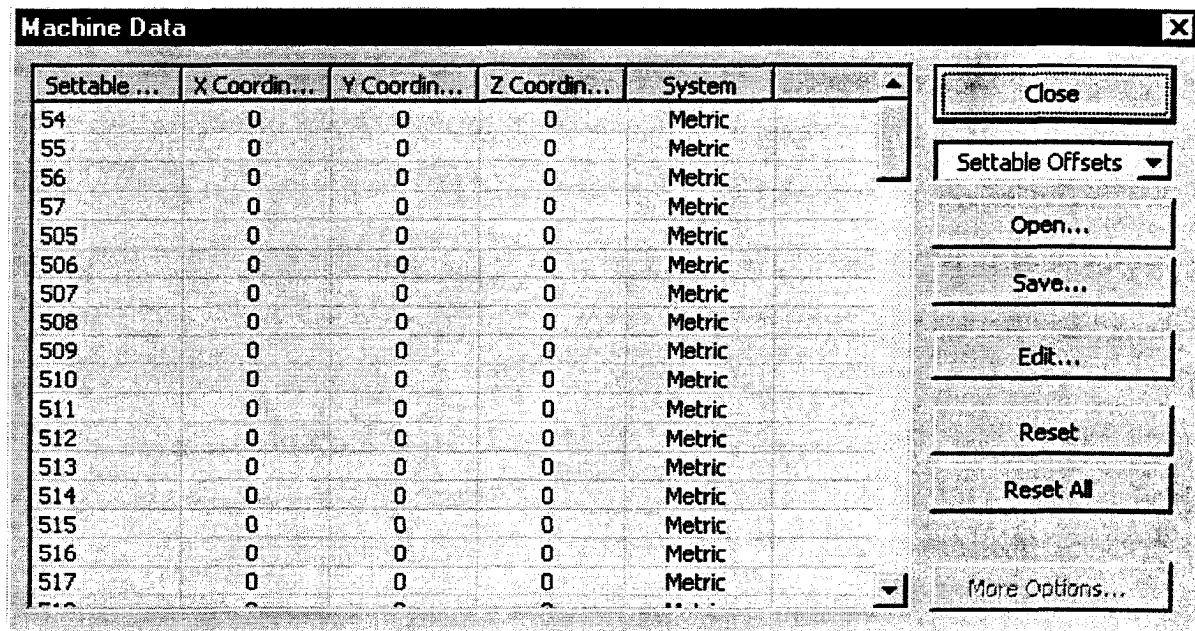 Machine Data
Settable ... X Coordin... Y Coordin... Z Coordin... System
54 0 0 0 Metric
55 0 0 0 Metric
56 0 0 0 Metric
57 0 0 0 Metric
505 0 0 0 Metric
506 0 0 0 Metric
507 0 0 0 Metric
508 0 0 0 Metric
509 0 0 0 Metric
510 0 0 0 Metric
511 0 0 0 Metric
512 0 0 0 Metric
513 0 0 0 Metric
514 0 0 0 Metric
515 0 0 0 Metric
516 0 0 0 Metric
517 0 0 0 Metric
Close
Settable Offsets
Open...
Save...
Edit...
Reset
Reset All
More Options...